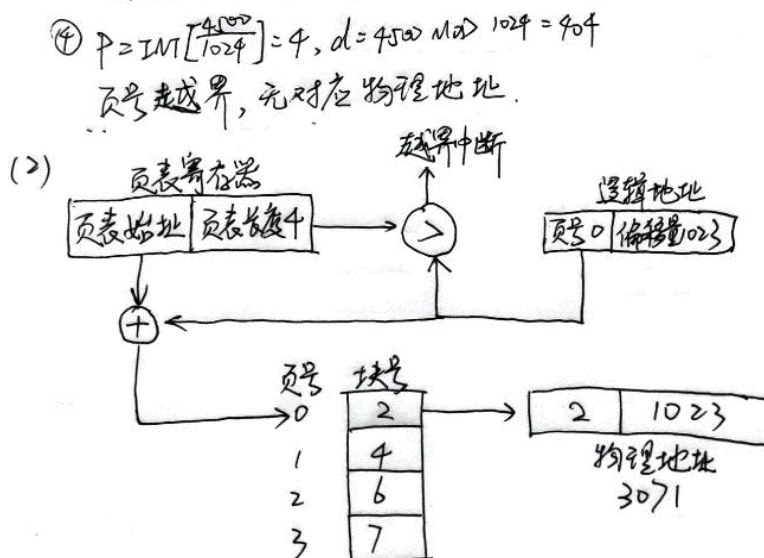 ④ P=INT[4500/1024]=4, d=4500 MOD 1024=404
页号越界,无对应物理地址.
(2)
越界中断
页表寄存器
逻辑地址
页表始址 页表长度4
>
页号0 偏移量1023
+
页号 块号
0 2
2 1023
1 4
物理地址
2 6
3071
3 7